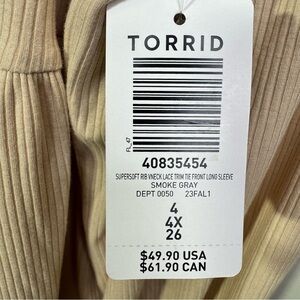 TORRID
FL_47
40835454
SUPERSOFT RIB VNECK LACE TRIM TIE FRONT LONG SLEEVE
SMOKE GRAY
DEPT 0050 23FAL1
4
4X
26
$49.90 USA
$61.90 CAN